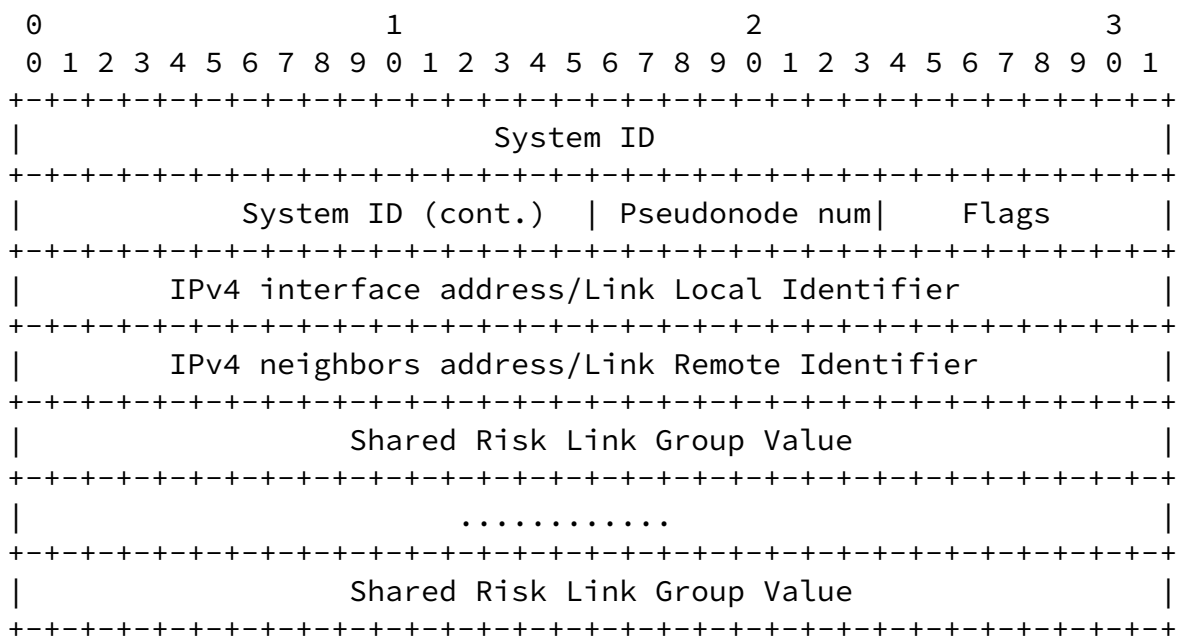 0                   1                   2                   3
0 1 2 3 4 5 6 7 8 9 0 1 2 3 4 5 6 7 8 9 0 1 2 3 4 5 6 7 8 9 0 1
+-+-+-+-+-+-+-+-+-+-+-+-+-+-+-+-+-+-+-+-+-+-+-+-+-+-+-+-+-+-+-+-+
|                          System ID                            |
+-+-+-+-+-+-+-+-+-+-+-+-+-+-+-+-+-+-+-+-+-+-+-+-+-+-+-+-+-+-+-+-+
|            System ID (cont.)  | Pseudonode num|    Flags      |
+-+-+-+-+-+-+-+-+-+-+-+-+-+-+-+-+-+-+-+-+-+-+-+-+-+-+-+-+-+-+-+-+
|        IPv4 interface address/Link Local Identifier           |
+-+-+-+-+-+-+-+-+-+-+-+-+-+-+-+-+-+-+-+-+-+-+-+-+-+-+-+-+-+-+-+-+
|        IPv4 neighbors address/Link Remote Identifier          |
+-+-+-+-+-+-+-+-+-+-+-+-+-+-+-+-+-+-+-+-+-+-+-+-+-+-+-+-+-+-+-+-+
|                  Shared Risk Link Group Value                 |
+-+-+-+-+-+-+-+-+-+-+-+-+-+-+-+-+-+-+-+-+-+-+-+-+-+-+-+-+-+-+-+-+
|                        ............                           |
+-+-+-+-+-+-+-+-+-+-+-+-+-+-+-+-+-+-+-+-+-+-+-+-+-+-+-+-+-+-+-+-+
|                  Shared Risk Link Group Value                 |
+-+-+-+-+-+-+-+-+-+-+-+-+-+-+-+-+-+-+-+-+-+-+-+-+-+-+-+-+-+-+-+-+